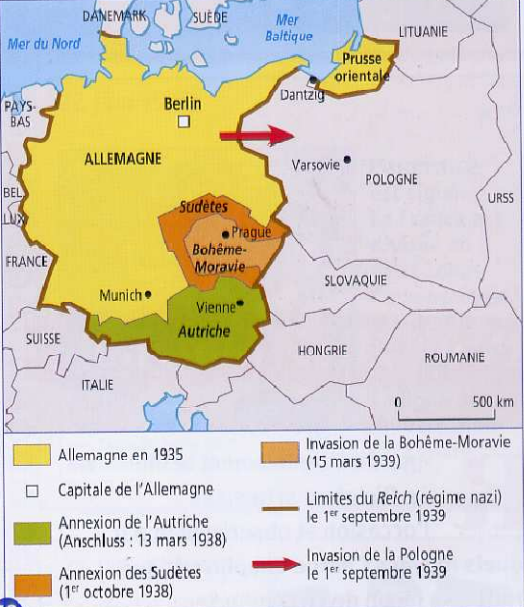 DANEMARK
SUÈDE
Mer
Baltique
LITUANIE
Mer du Nord
Prusse
orientale
Dantzig
PAYS-
BAS
Berlin
ALLEMAGNE
Varsovie
POLOGNE
URSS
BEL.
LUX.
Sudètes
Prague
Bohême-
Moravie
FRANCE
SLOVAQUIE
Munich
Vienne
Autriche
SUISSE
HONGRIE
ROUMANIE
ITALIE
0
500 km
Allemagne en 1935
Capitale de l'Allemagne
Annexion de l'Autriche
(Anschluss : 13 mars 1938)
Annexion des Sudètes
(1er octobre 1938)
Invasion de la Bohême-Moravie
(15 mars 1939)
Limites du Reich (régime nazi)
le 1er septembre 1939
Invasion de la Pologne
le 1er septembre 1939